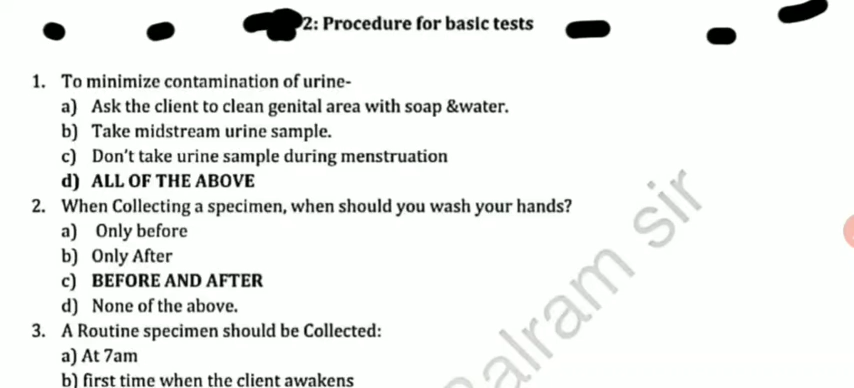 2: Procedure for basic tests
1. To minimize contamination of urine-
a) Ask the client to clean genital area with soap &water.
b) Take midstream urine sample.
c) Don't take urine sample during menstruation
d) ALL OF THE ABOVE
2. When Collecting a specimen, when should you wash your hands?
a) Only before
b) Only After
c) BEFORE AND AFTER
d) None of the above.
3. A Routine specimen should be Collected:
a) At 7am
b) first time when the client awakens
Balram sir